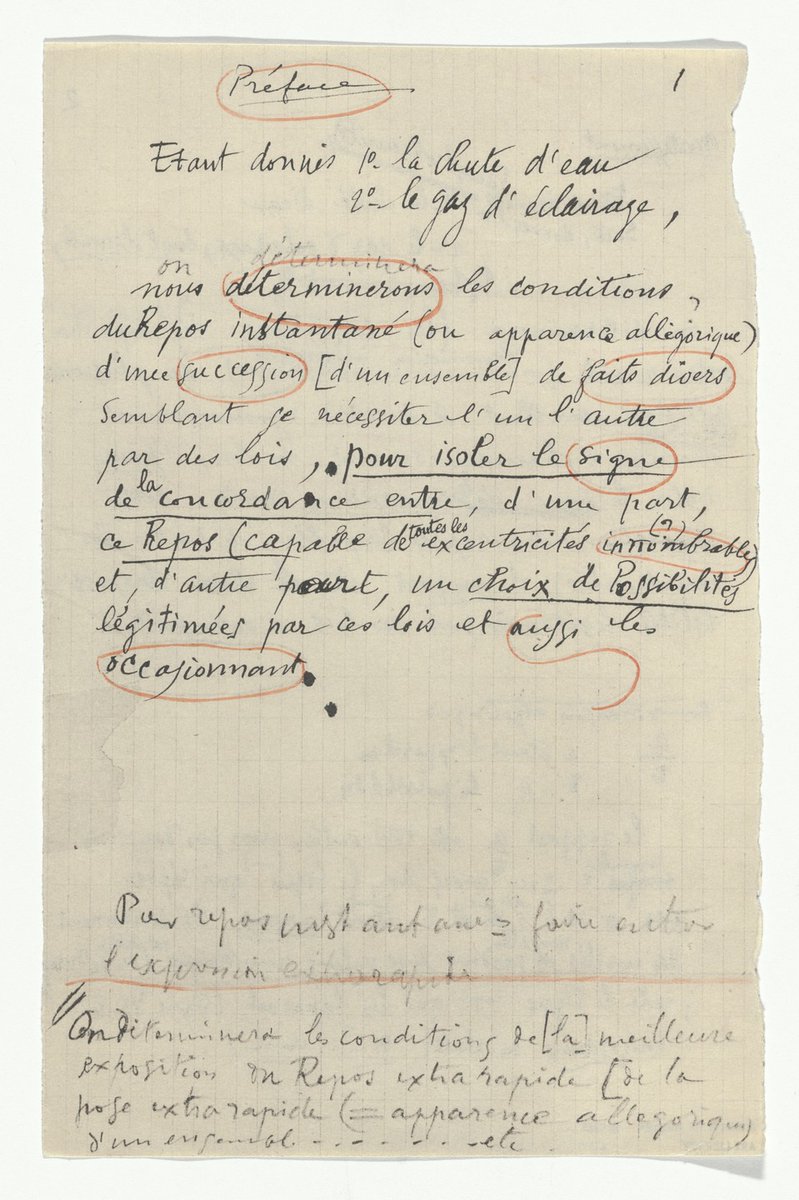 Préface
1
Etant donnés 1º. la chute d'eau
2º. le gaz d'éclairage,
on déterminera
nous déterminerons les conditions
du Repos instantané (ou apparence allégorique)
d'une succession [d'un ensemble] de faits divers
semblant se nécessiter l'un l'autre
par des lois, pour isoler le signe
la
de concordance entre, d'une part,
toutes les (?)
ce Repos (capable de excentricités innombrables)
et, d'autre part, un choix de Possibilités
légitimées par ces lois et aussi les
occasionnant.
Pour repos instantané = faire entrer
l'expression extrarapide
On déterminera les conditions de [la] meilleure
exposition du Repos extra rapide [de la
pose extra rapide (= apparence allégorique)
d'un ensembl. - - - - - - etc